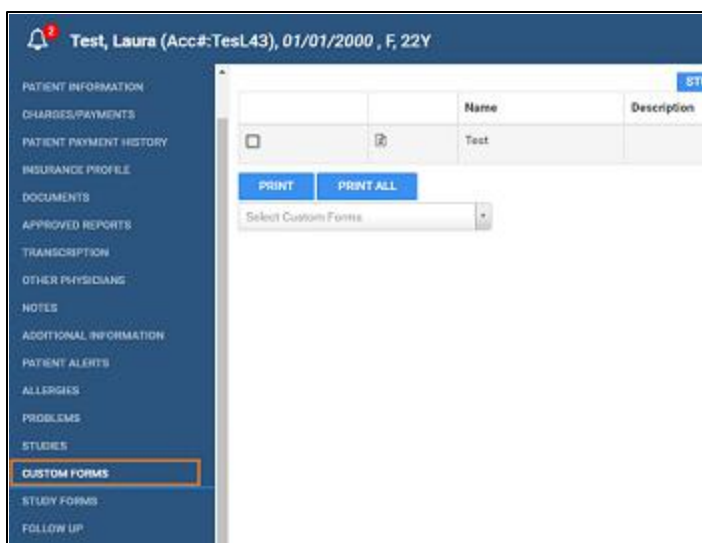 2
Test, Laura (Acc#:TesL43), 01/01/2000 , F, 22Y
PATIENT INFORMATION
CHARGES/PAYMENTS
PATIENT PAYMENT HISTORY
INSURANCE PROFILE
DOCUMENTS
APPROVED REPORTS
TRANSCRIPTION
OTHER PHYSICIANS
NOTES
ADDITIONAL INFORMATION
PATIENT ALERTS
ALLERGIES
PROBLEMS
STUDIES
CUSTOM FORMS
STUDY FORMS
FOLLOW UP
Name Description
Test
PRINT PRINT ALL
Select Custom Forms